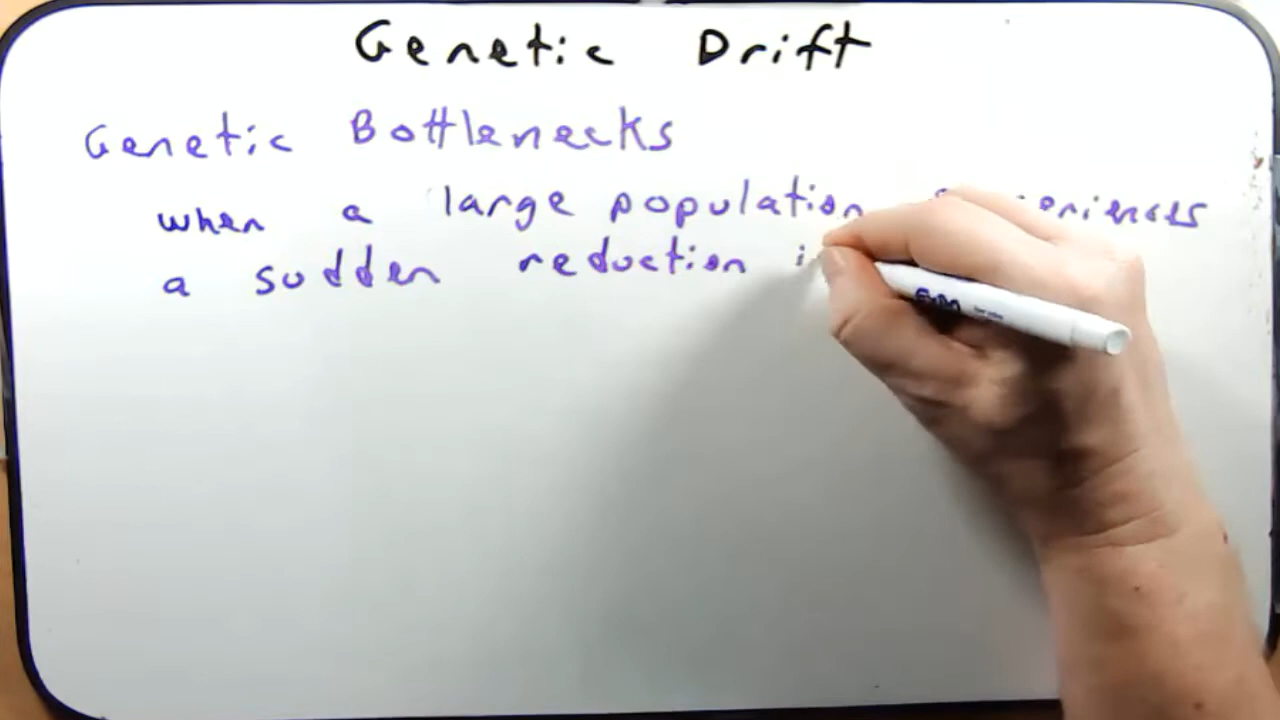 Genetic Drift
Genetic Bottlenecks
when a large population
a sudden reduction i